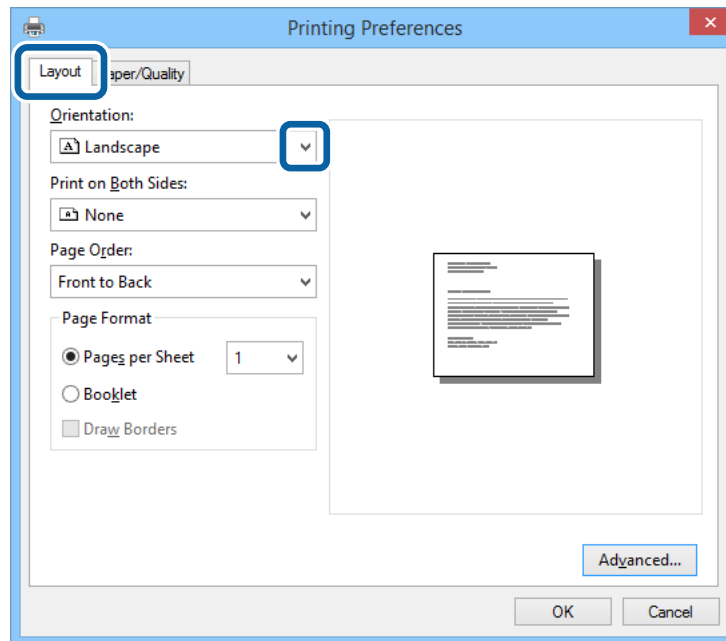 Printing Preferences
Layout
aper/Quality
Orientation:
Landscape
Print on Both Sides:
None
Page Order:
Front to Back
Page Format
Pages per Sheet 1
Booklet
Draw Borders
Advanced...
OK Cancel